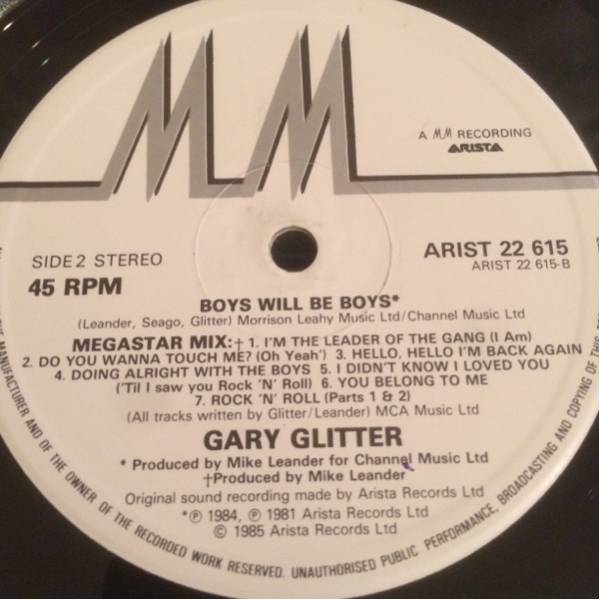 MM
A MM RECORDING
ARISTA
SIDE 2 STEREO
45 RPM
ARIST 22 615
ARIST 22 615-B
BOYS WILL BE BOYS*
(Leander, Seago, Glitter) Morrison Leahy Music Ltd/Channel Music Ltd
MEGASTAR MIX:† 1. I'M THE LEADER OF THE GANG (I Am)
2. DO YOU WANNA TOUCH ME? (Oh Yeah') 3. HELLO, HELLO I'M BACK AGAIN
4. DOING ALRIGHT WITH THE BOYS 5. I DIDN'T KNOW I LOVED YOU
('Til I saw you Rock 'N' Roll) 6. YOU BELONG TO ME
7. ROCK 'N' ROLL (Parts 1 & 2)
(All tracks written by Glitter/Leander) MCA Music Ltd
GARY GLITTER
* Produced by Mike Leander for Channel Music Ltd
†Produced by Mike Leander
Original sound recording made by Arista Records Ltd
*℗ 1984, ℗ 1981 Arista Records Ltd
© 1985 Arista Records Ltd
MANUFACTURER AND OF THE OWNER OF THE RECORDED WORK RESERVED. UNAUTHORISED PUBLIC PERFORMANCE, BROADCASTING AND COPYING OF THIS